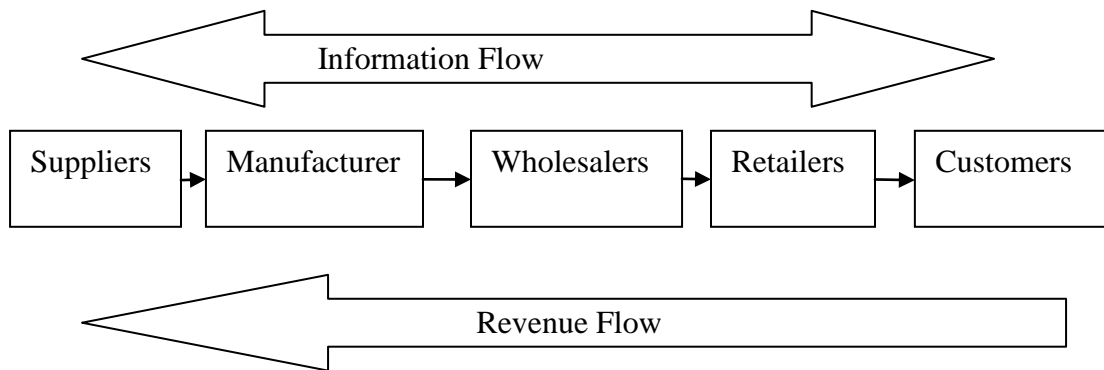 Information Flow
Suppliers
Manufacturer
Wholesalers
Retailers
Customers
Revenue Flow